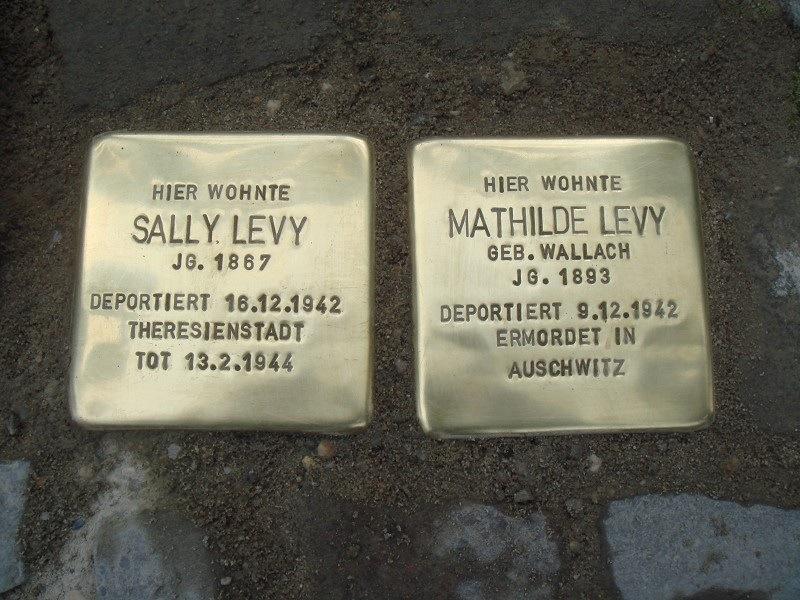 HIER WOHNTE
SALLY LEVY
JG. 1867
DEPORTIERT 16.12.1942
THERESIENSTADT
TOT 13.2.1944
HIER WOHNTE
MATHILDE LEVY
GEB. WALLACH
JG. 1893
DEPORTIERT 9.12.1942
ERMORDET IN
AUSCHWITZ